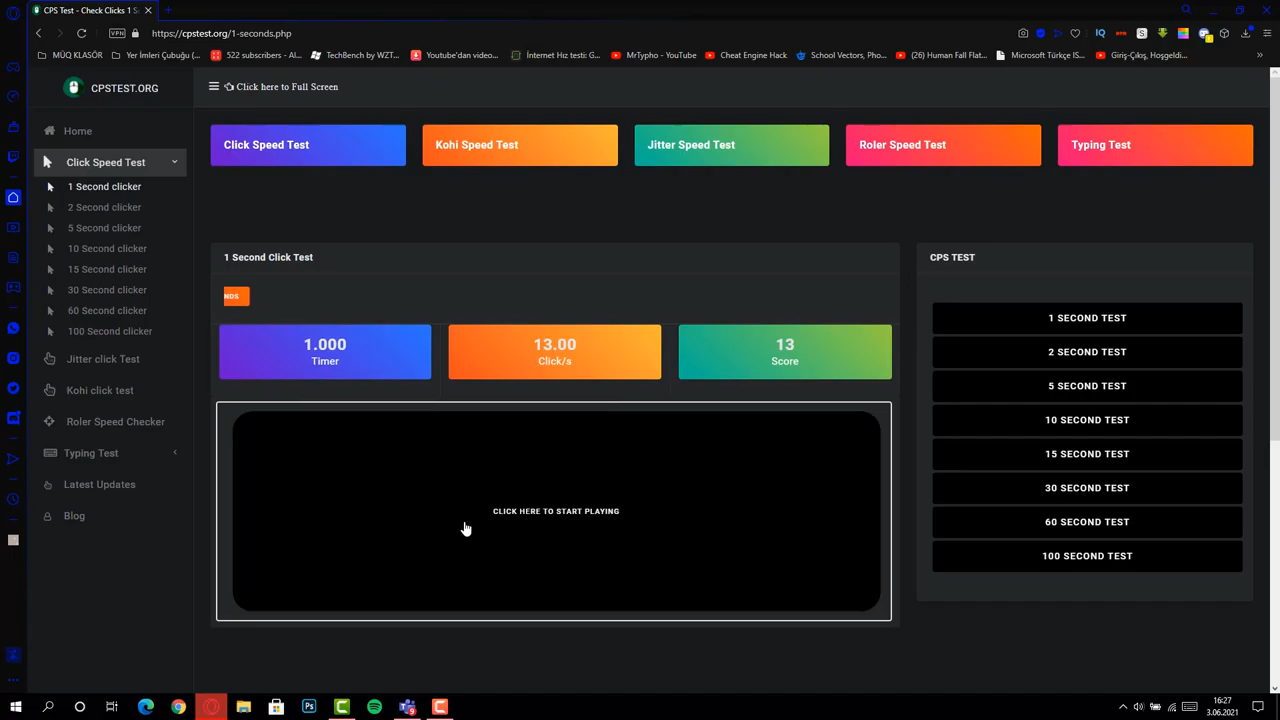 CPS Test - Check Clicks 1 S
VPN
https://cpstest.org/1-seconds.php
MÜQ KLASÖR
Yer İmleri Çubuğu (...
522 subscribers - Al...
TechBench by WZT...
Youtube'dan video...
İnternet Hız testi: G...
MrTypho - YouTube
Cheat Engine Hack
School Vectors, Pho...
(26) Human Fall Flat...
Microsoft Türkçe IS...
Giriş-Çıkış, Hoşgeldi...
IQ
CPSTEST.ORG
Click here to Full Screen
Home
Click Speed Test
1 Second clicker
2 Second clicker
5 Second clicker
10 Second clicker
15 Second clicker
30 Second clicker
60 Second clicker
100 Second clicker
Jitter click Test
Kohi click test
Roler Speed Checker
Typing Test
Latest Updates
Blog
Click Speed Test
Kohi Speed Test
Jitter Speed Test
Roler Speed Test
Typing Test
1 Second Click Test
NDS
1.000
Timer
13.00
Click/s
13
Score
CLICK HERE TO START PLAYING
CPS TEST
1 SECOND TEST
2 SECOND TEST
5 SECOND TEST
10 SECOND TEST
15 SECOND TEST
30 SECOND TEST
60 SECOND TEST
100 SECOND TEST
Ps
16:27
3.06.2021